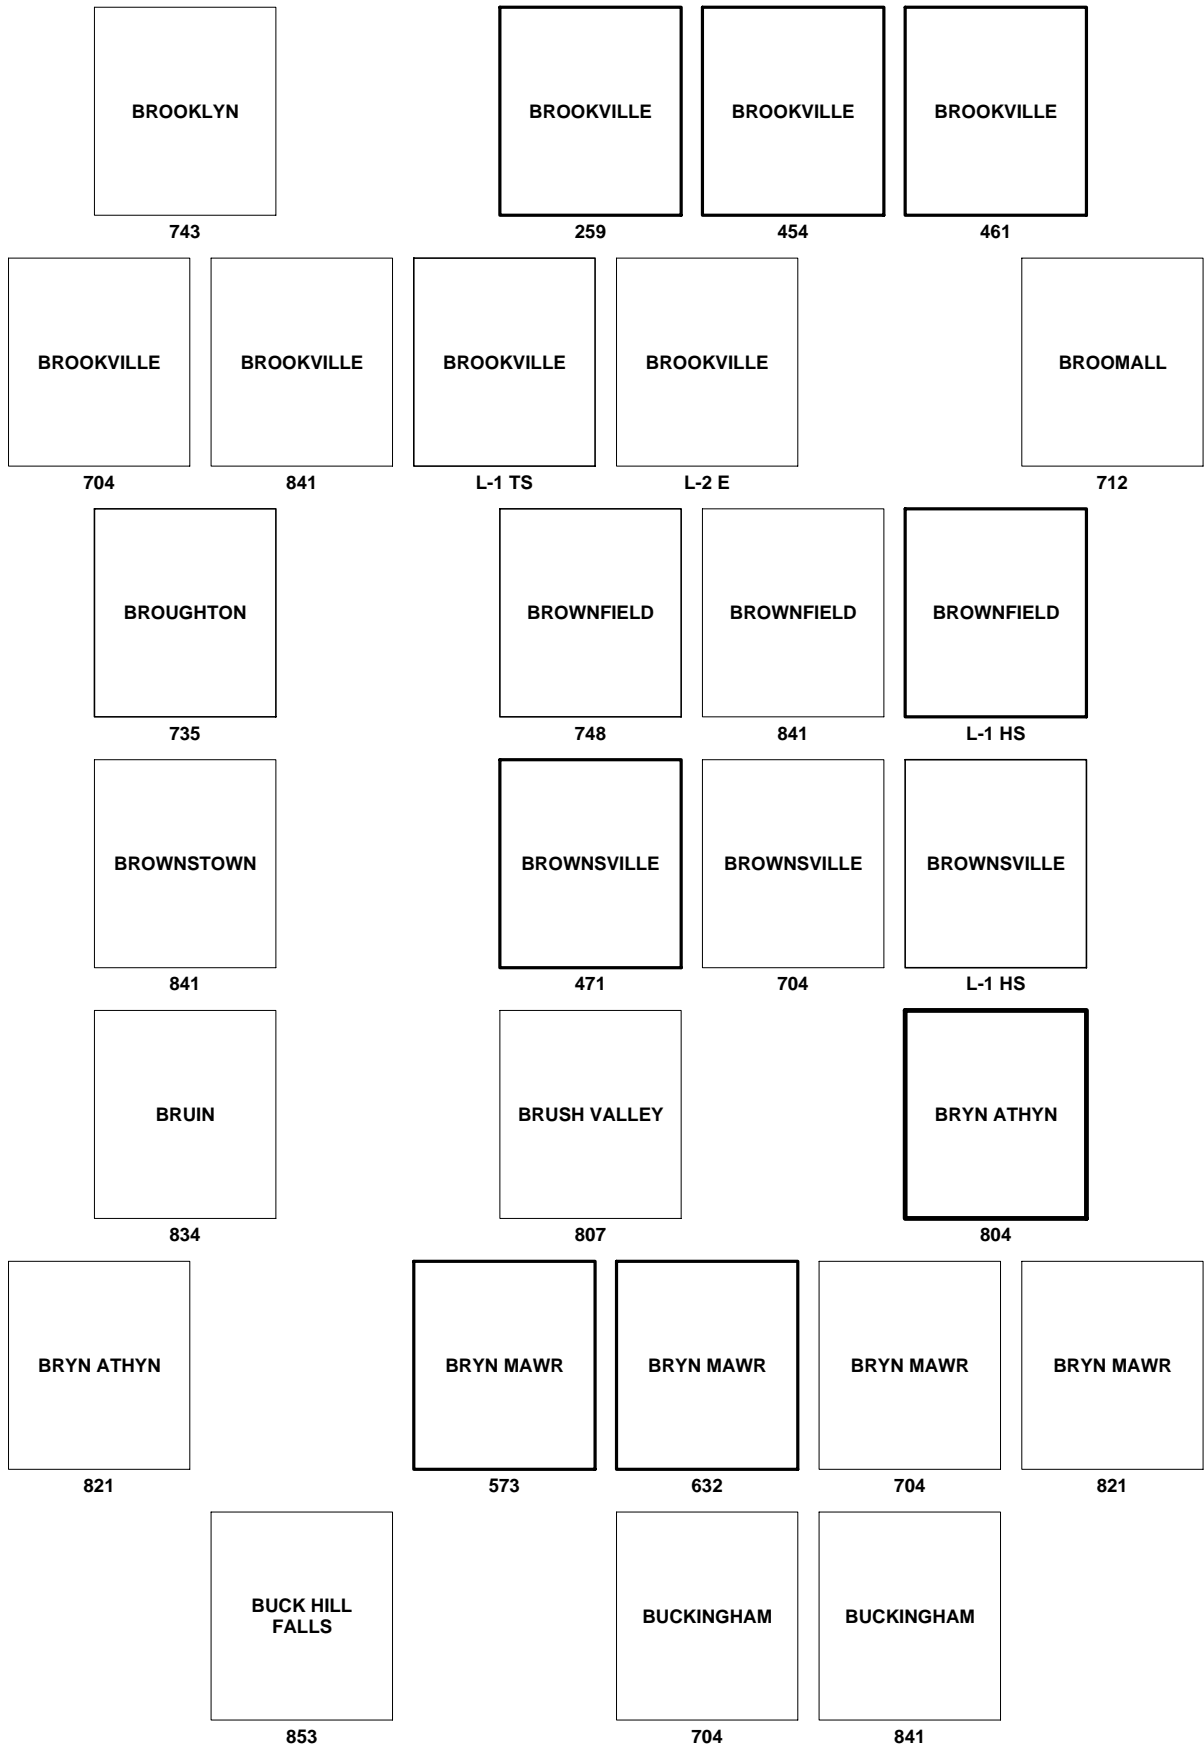 BROOKLYN BROOKVILLE BROOKVILLE BROOKVILLE
743 259 454 461
BROOKVILLE BROOKVILLE BROOKVILLE BROOKVILLE BROOMALL
704 841 L-1 TS L-2 E 712
BROUGHTON BROWNFIELD BROWNFIELD BROWNFIELD
735 748 841 L-1 HS
BROWNSTOWN BROWNSVILLE BROWNSVILLE BROWNSVILLE
841 471 704 L-1 HS
BRUIN BRUSH VALLEY BRYN ATHYN
834 807 804
BRYN ATHYN BRYN MAWR BRYN MAWR BRYN MAWR BRYN MAWR
821 573 632 704 821
BUCK HILL
FALLS
BUCKINGHAM BUCKINGHAM
853 704 841